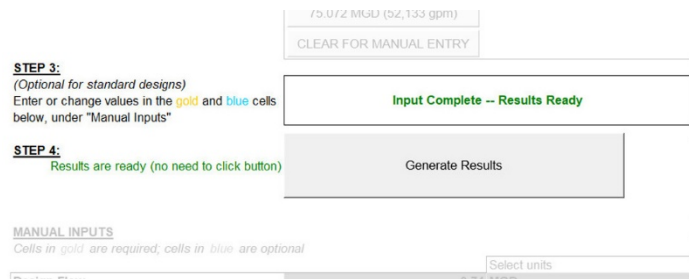 75.072 MGD (52,133 gpm)
CLEAR FOR MANUAL ENTRY
STEP 3:
(Optional for standard designs)
Enter or change values in the gold and blue cells
below, under "Manual Inputs"
Input Complete -- Results Ready
STEP 4:
Results are ready (no need to click button)
Generate Results
MANUAL INPUTS
Cells in gold are required; cells in blue are optional
Select units